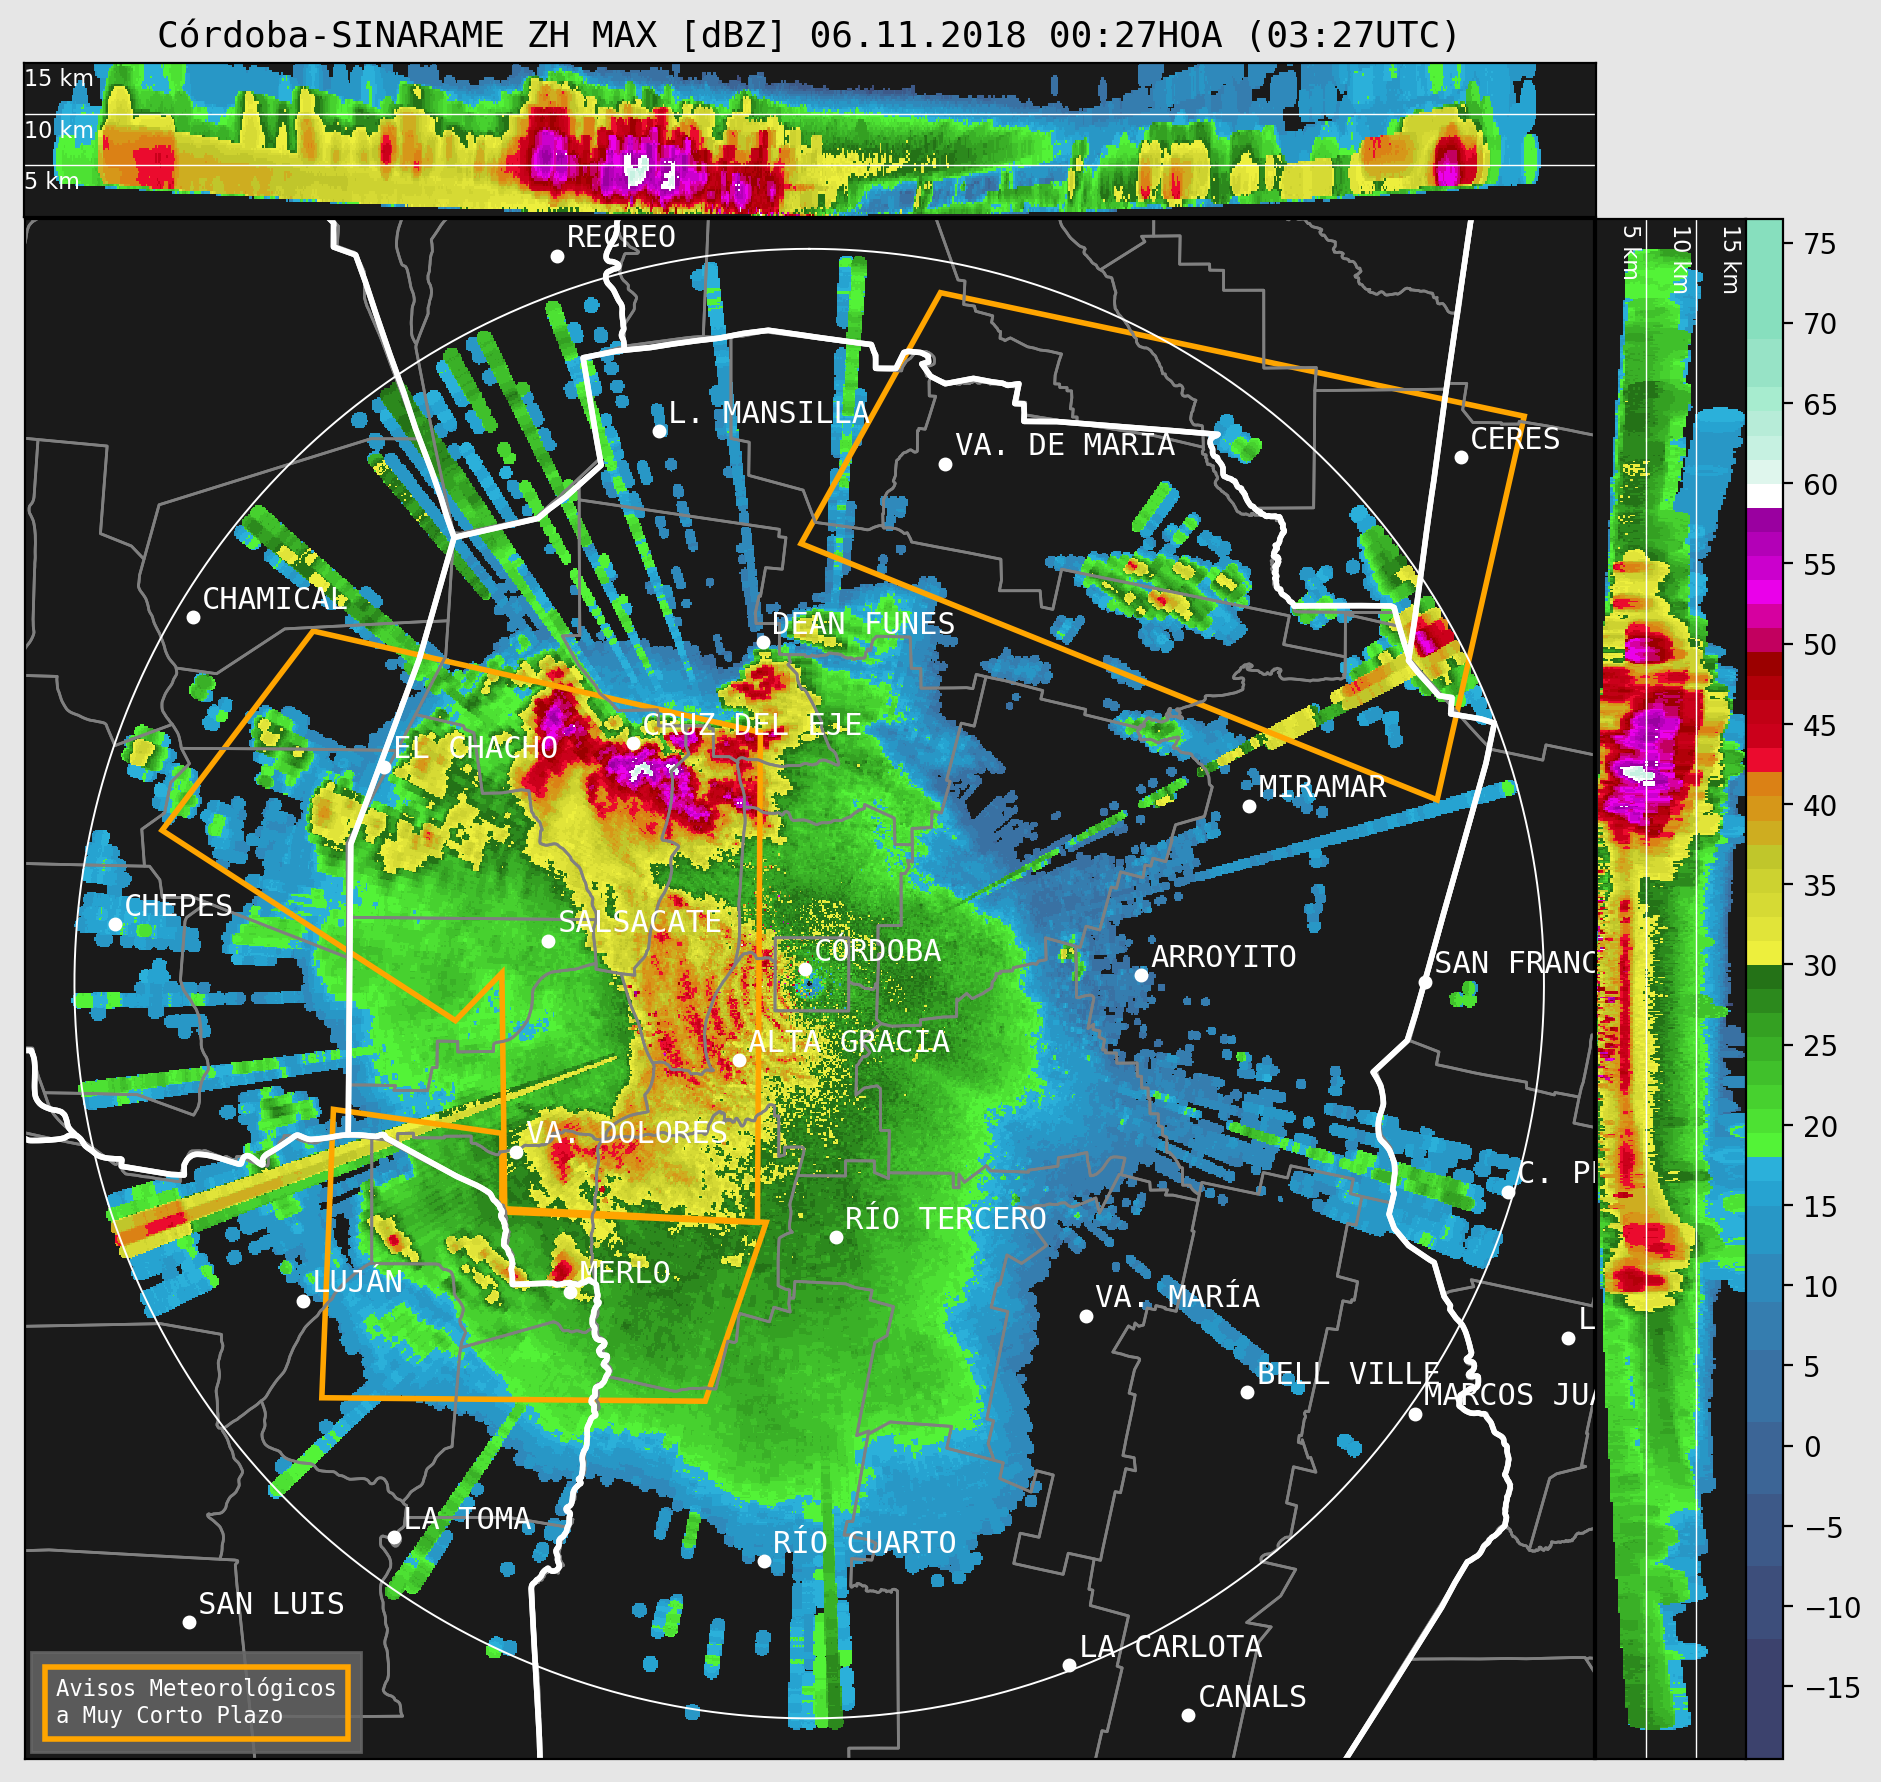 Córdoba-SINARAME ZH MAX [dBZ] 06.11.2018 00:27HOA (03:27UTC)
15 km
10 km
5 km
5 km
10 km
15 km
RECREO
L. MANSILLA
VA. DE MARIA
CERES
CHAMICAL
DEAN FUNES
CRUZ DEL EJE
EL CHACHO
MIRAMAR
CHEPES
SALSACATE
CÓRDOBA
ARROYITO
SAN FRANC
ALTA GRACIA
VA. DOLORES
C. P
RÍO TERCERO
MERLO
LUJÁN
VA. MARÍA
L
BELL VILLE
MARCOS JUA
LA TOMA
RÍO CUARTO
SAN LUIS
LA CARLOTA
CANALS
Avisos Meteorológicos
a Muy Corto Plazo
75
70
65
60
55
50
45
40
35
30
25
20
15
10
5
0
−5
−10
−15